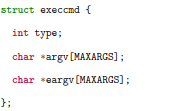 struct execcmd {
int type;
char *argv[MAXARGS];
char *eargv[MAXARGS];
};